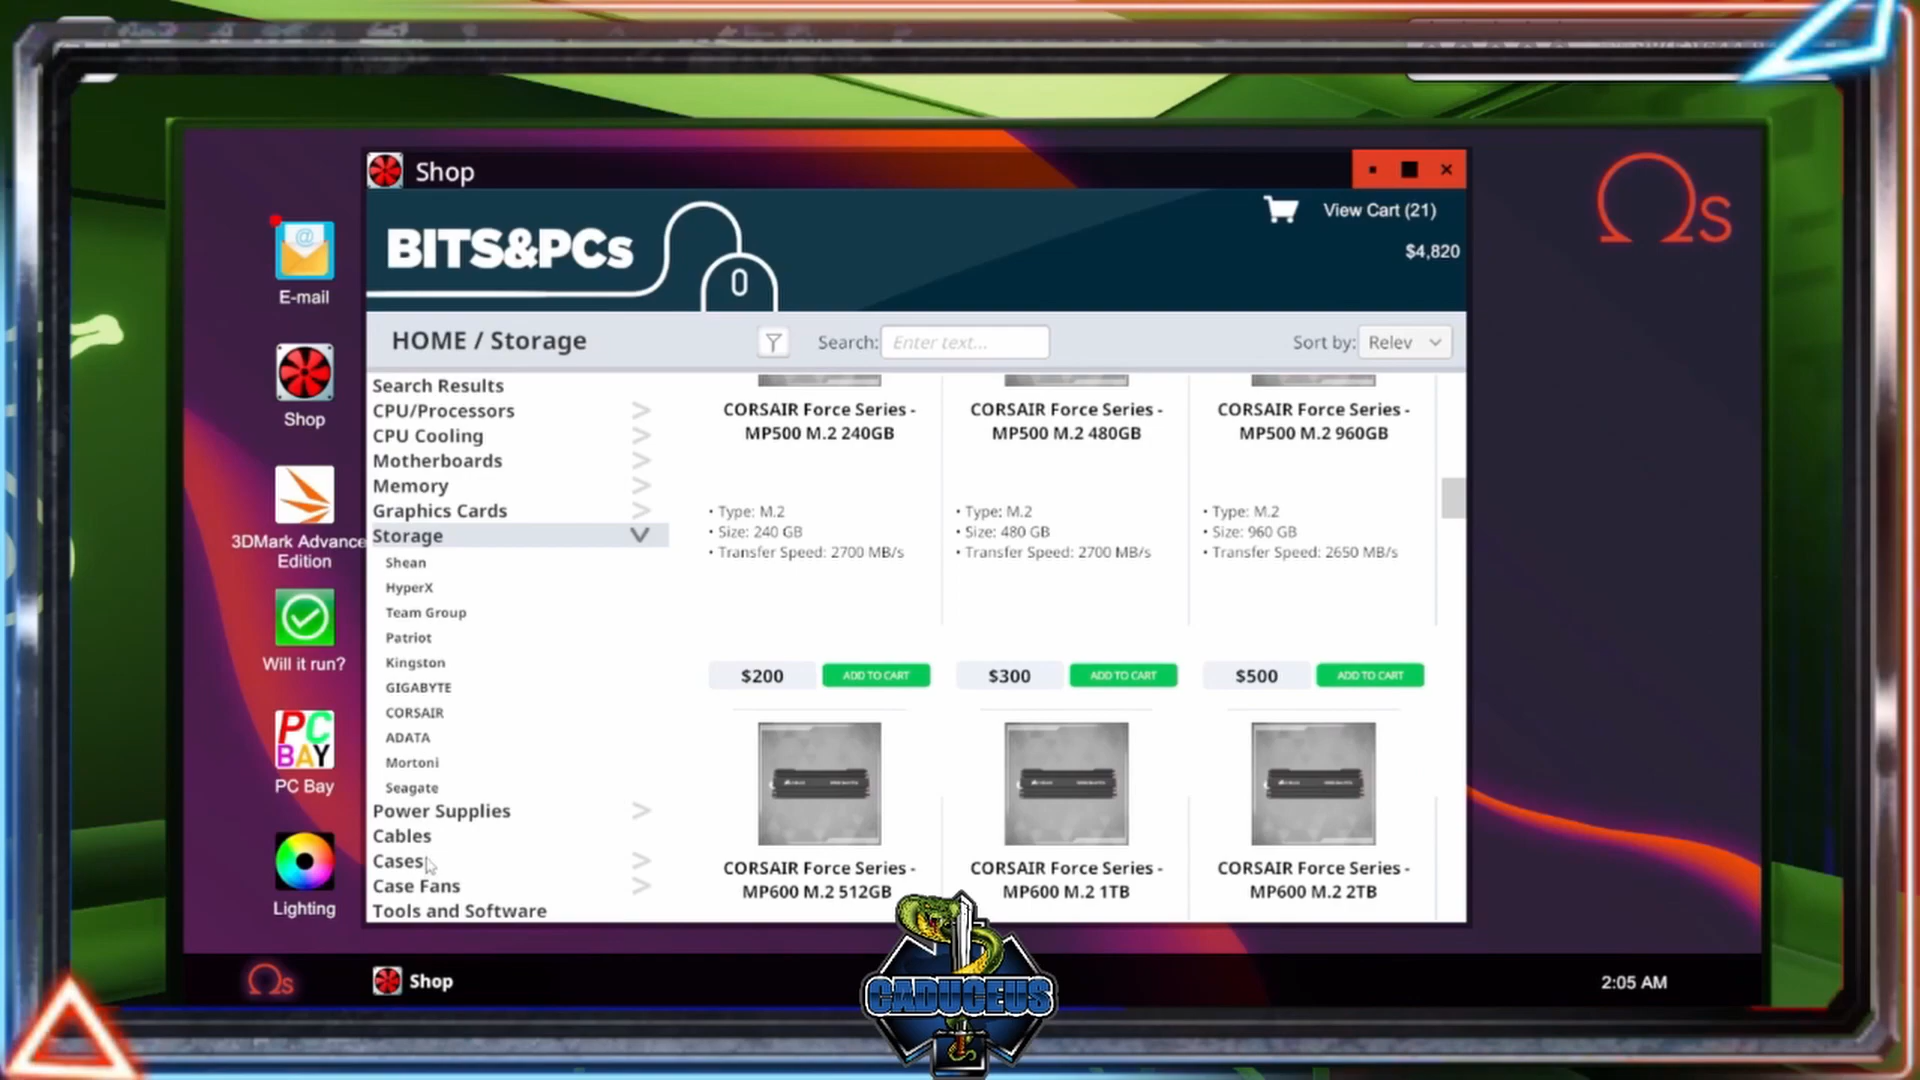 Shop
View Cart (21)
BITS&PCs
$4,820
HOME / Storage
Search:
Enter text...
Sort by:
Relev
E-mail
Shop
3DMark Advance
Edition
Will it run?
PC
BAY
PC Bay
Lighting
Search Results
CPU/Processors
CPU Cooling
Motherboards
Memory
Graphics Cards
Storage
Shean
HyperX
Team Group
Patriot
Kingston
GIGABYTE
CORSAIR
ADATA
Mortoni
Seagate
Power Supplies
Cables
Cases
Case Fans
Tools and Software
CORSAIR Force Series -
MP500 M.2 240GB
• Type: M.2
• Size: 240 GB
• Transfer Speed: 2700 MB/s
$200
ADD TO CART
CORSAIR Force Series -
MP500 M.2 480GB
• Type: M.2
• Size: 480 GB
• Transfer Speed: 2700 MB/s
$300
ADD TO CART
CORSAIR Force Series -
MP500 M.2 960GB
• Type: M.2
• Size: 960 GB
• Transfer Speed: 2650 MB/s
$500
ADD TO CART
CORSAIR Force Series -
MP600 M.2 512GB
CORSAIR Force Series -
MP600 M.2 1TB
CORSAIR Force Series -
MP600 M.2 2TB
Ωs
Ωs
Shop
CADUCEUS
2:05 AM